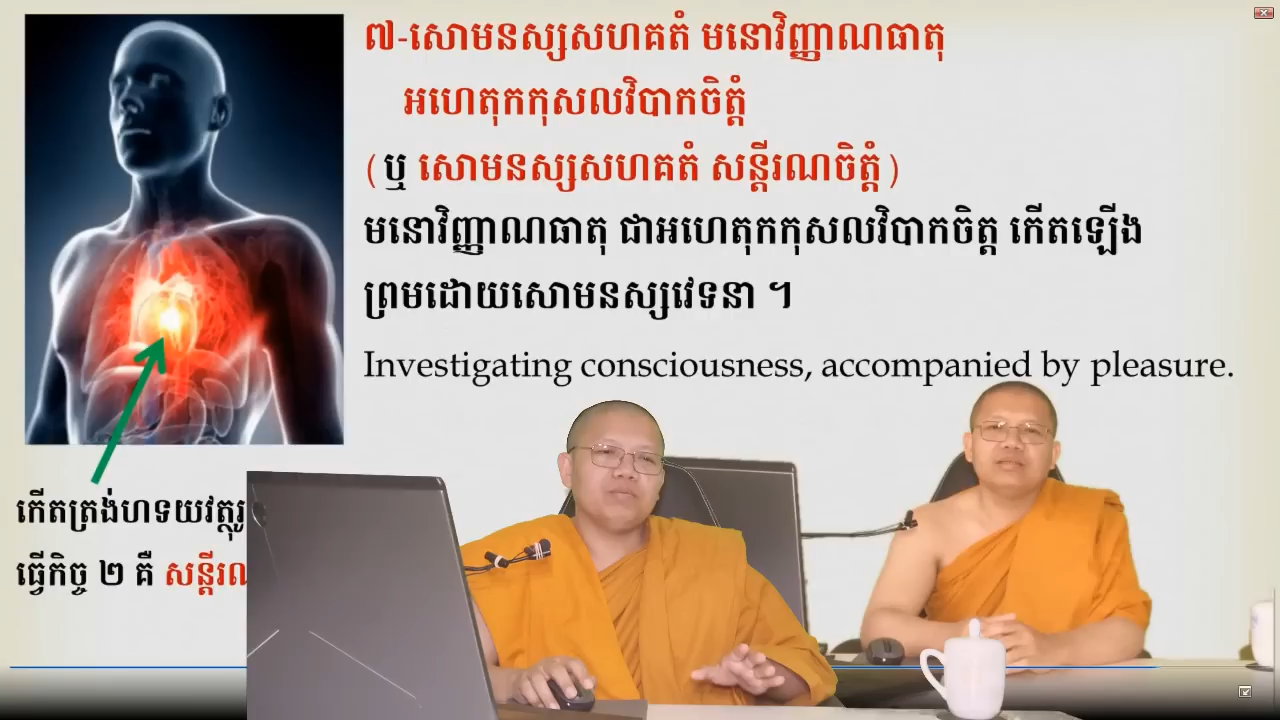 ៧-សោមនស្សសហគតំ មនោវិញ្ញាណធាតុ
អហេតុកកុសលវិបាកចិត្តំ
( ឬ សោមនស្សសហគតំ សន្តីរណចិត្តំ )
មនោវិញ្ញាណធាតុ ជាអហេតុកកុសលវិបាកចិត្ត កើតឡើង
ព្រមដោយសោមនស្សវេទនា ។
Investigating consciousness, accompanied by pleasure.
កើតត្រង់ហទយវត្ថុរូ
ធ្វើកិច្ច ២ គឺ សន្តីរណ